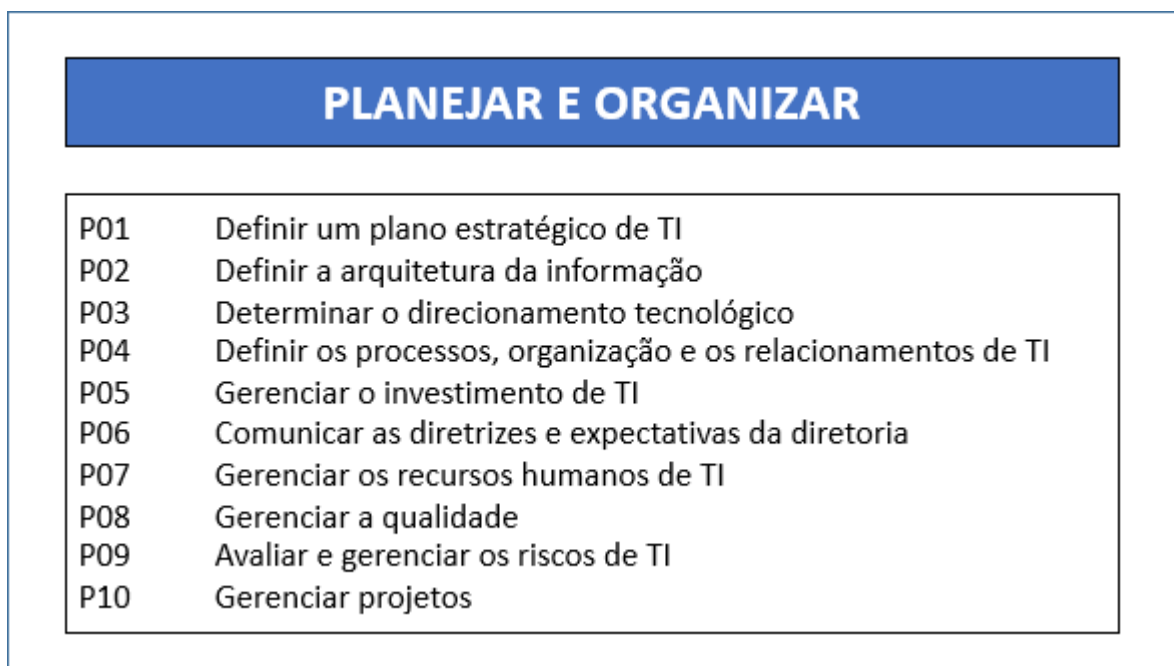 PLANEJAR E ORGANIZAR
P01 Definir um plano estratégico de TI
P02 Definir a arquitetura da informação
P03 Determinar o direcionamento tecnológico
P04 Definir os processos, organização e os relacionamentos de TI
P05 Gerenciar o investimento de TI
P06 Comunicar as diretrizes e expectativas da diretoria
P07 Gerenciar os recursos humanos de TI
P08 Gerenciar a qualidade
P09 Avaliar e gerenciar os riscos de TI
P10 Gerenciar projetos